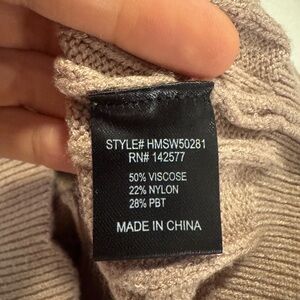 STYLE# HMSW50281
RN# 142577
50% VISCOSE
22% NYLON
28% PBT
MADE IN CHINA